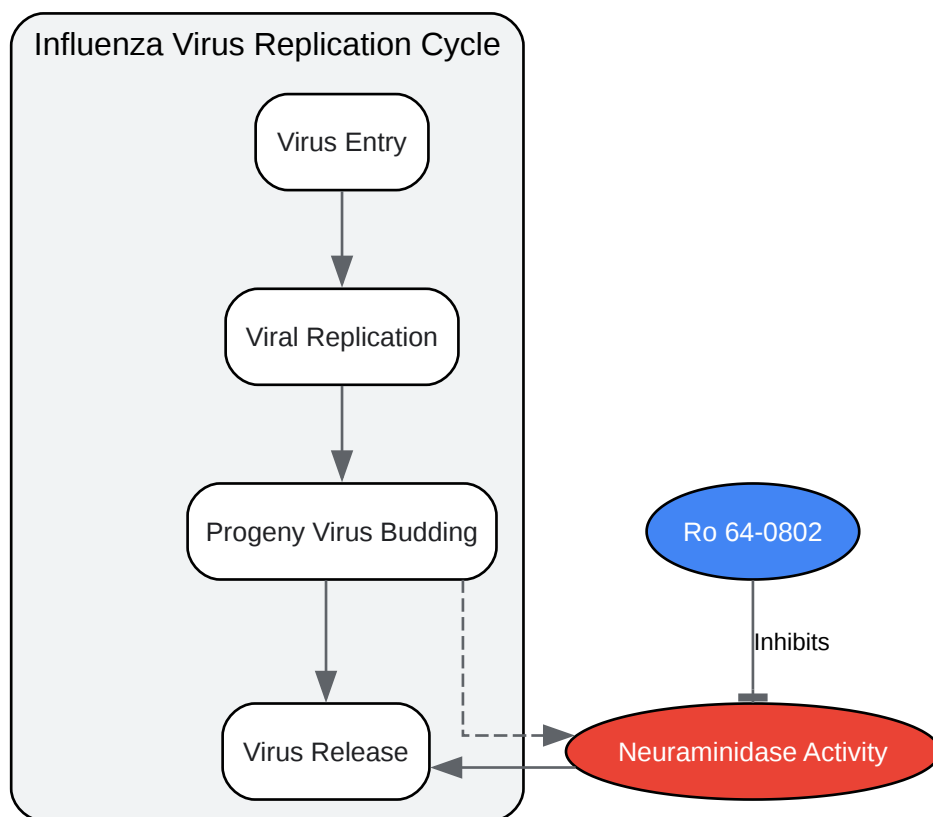 Influenza Virus Replication Cycle
Virus Entry
Viral Replication
Progeny Virus Budding
Ro 64-0802
Inhibits
Virus Release
Neuraminidase Activity